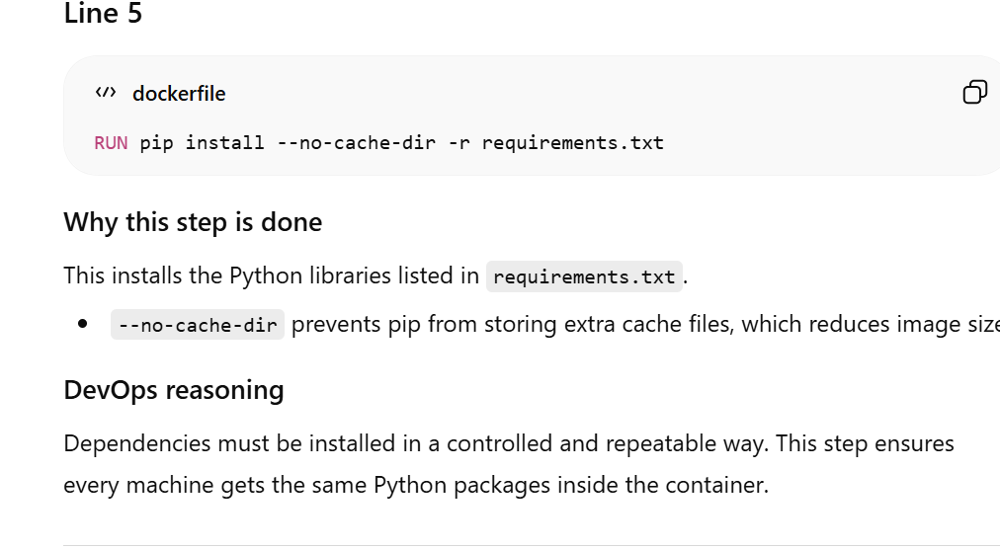 Line 5
dockerfile
RUN pip install --no-cache-dir -r requirements.txt
Why this step is done
This installs the Python libraries listed in requirements.txt.
--no-cache-dir prevents pip from storing extra cache files, which reduces image size
DevOps reasoning
Dependencies must be installed in a controlled and repeatable way. This step ensures
every machine gets the same Python packages inside the container.